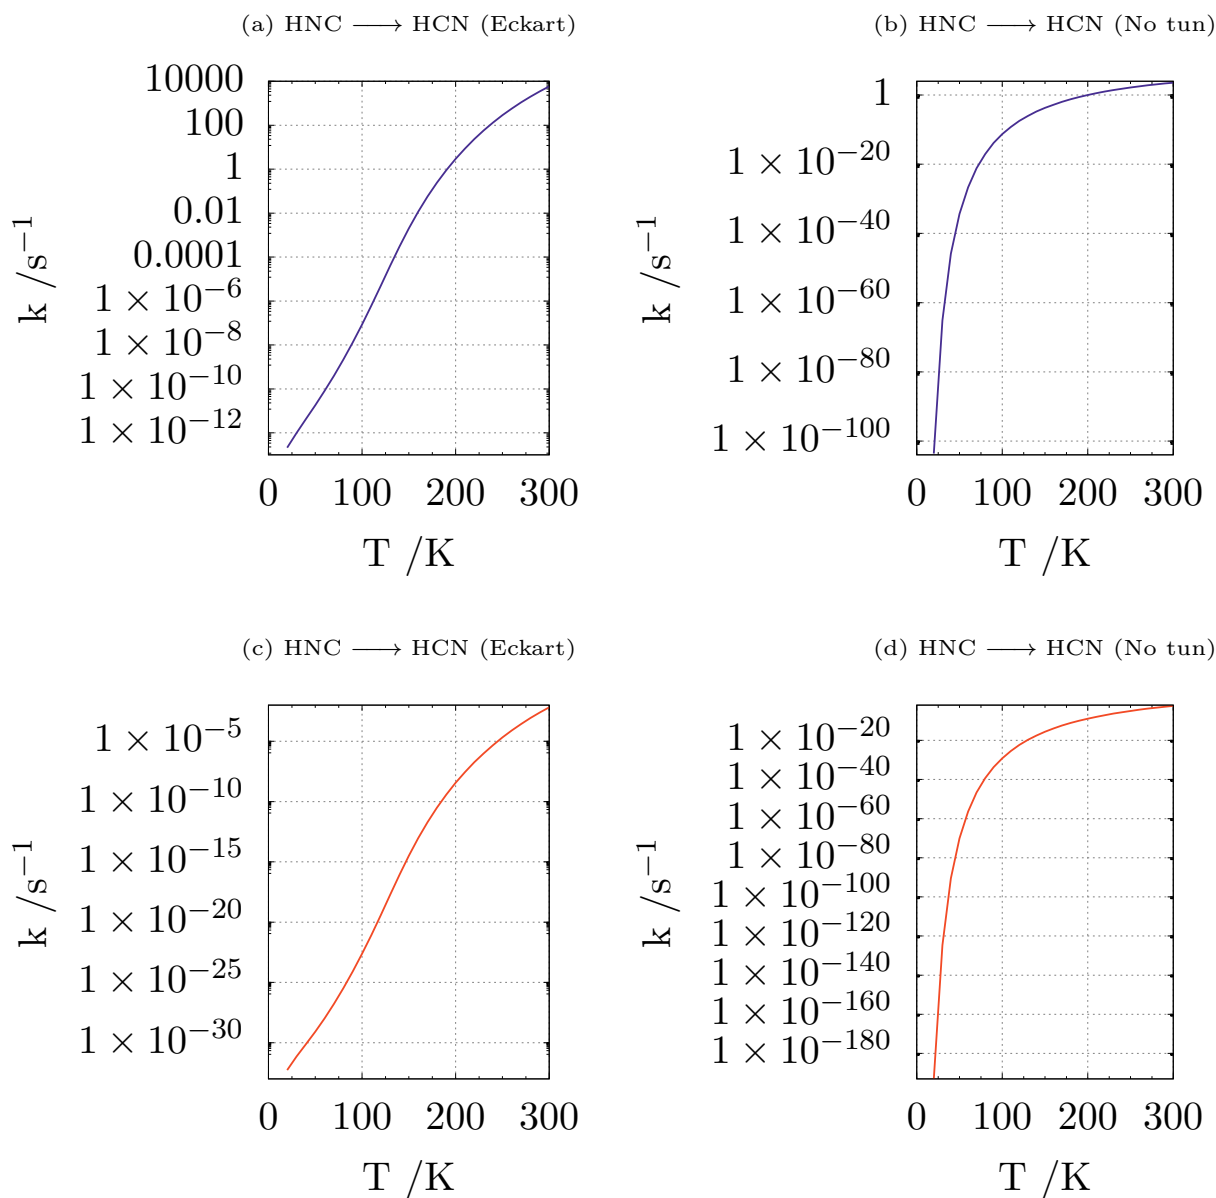 (a) HNC ⟶ HCN (Eckart)
10000
100
1
0.01
0.0001
1 × 10⁻⁶
1 × 10⁻⁸
1 × 10⁻¹⁰
1 × 10⁻¹²
k /s⁻¹
0 100 200 300
T /K
(b) HNC ⟶ HCN (No tun)
1
1 × 10⁻²⁰
1 × 10⁻⁴⁰
1 × 10⁻⁶⁰
1 × 10⁻⁸⁰
1 × 10⁻¹⁰⁰
k /s⁻¹
0 100 200 300
T /K
(c) HNC ⟶ HCN (Eckart)
1 × 10⁻⁵
1 × 10⁻¹⁰
1 × 10⁻¹⁵
1 × 10⁻²⁰
1 × 10⁻²⁵
1 × 10⁻³⁰
k /s⁻¹
0 100 200 300
T /K
(d) HNC ⟶ HCN (No tun)
1 × 10⁻²⁰
1 × 10⁻⁴⁰
1 × 10⁻⁶⁰
1 × 10⁻⁸⁰
1 × 10⁻¹⁰⁰
1 × 10⁻¹²⁰
1 × 10⁻¹⁴⁰
1 × 10⁻¹⁶⁰
1 × 10⁻¹⁸⁰
k /s⁻¹
0 100 200 300
T /K